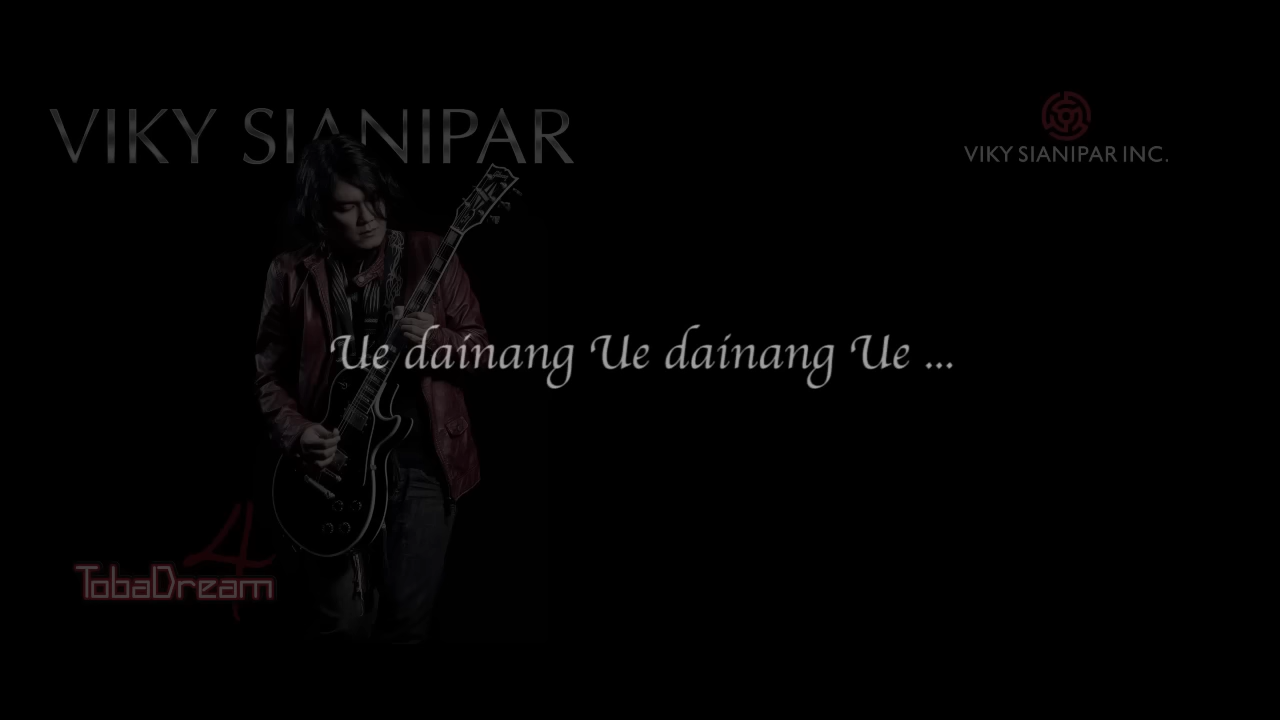 VIKY SIANIPAR
VIKY SIANIPAR INC.
Ue dainang Ue dainang Ue ...
4
TobaDream